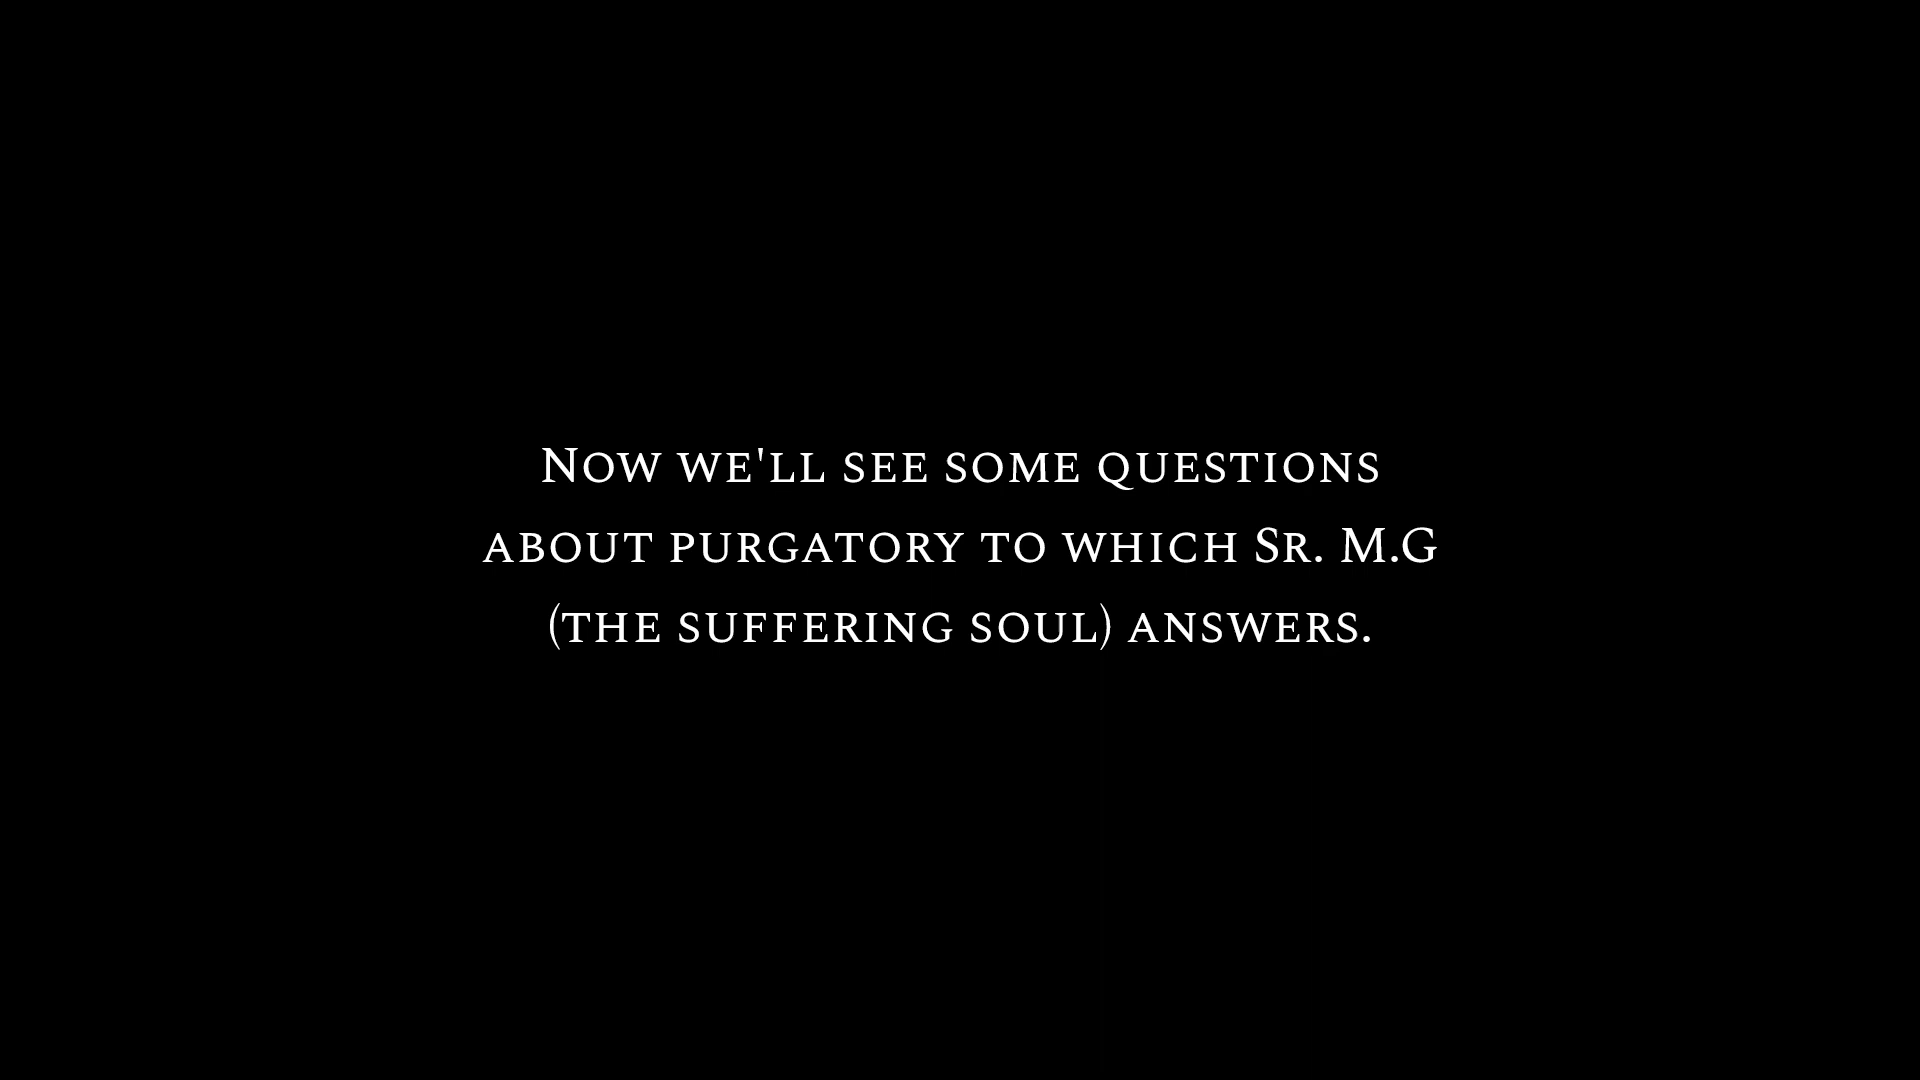 Now we'll see some questions
about purgatory to which Sr. M.G
(the suffering soul) answers.